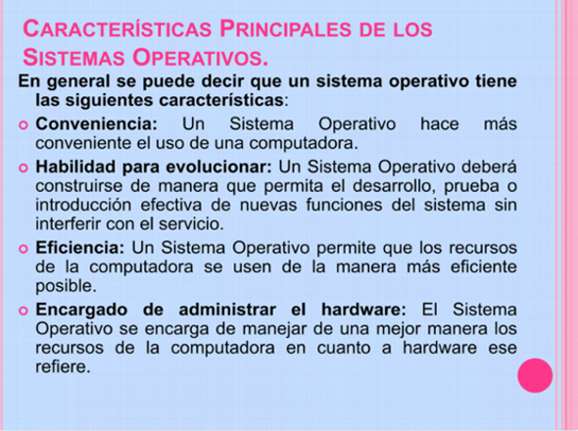 CARACTERÍSTICAS PRINCIPALES DE LOS
SISTEMAS OPERATIVOS.
En general se puede decir que un sistema operativo tiene
las siguientes características:
Conveniencia: Un Sistema Operativo hace más
conveniente el uso de una computadora.
Habilidad para evolucionar: Un Sistema Operativo deberá
construirse de manera que permita el desarrollo, prueba o
introducción efectiva de nuevas funciones del sistema sin
interferir con el servicio.
Eficiencia: Un Sistema Operativo permite que los recursos
de la computadora se usen de la manera más eficiente
posible.
Encargado de administrar el hardware: El Sistema
Operativo se encarga de manejar de una mejor manera los
recursos de la computadora en cuanto a hardware ese
refiere.